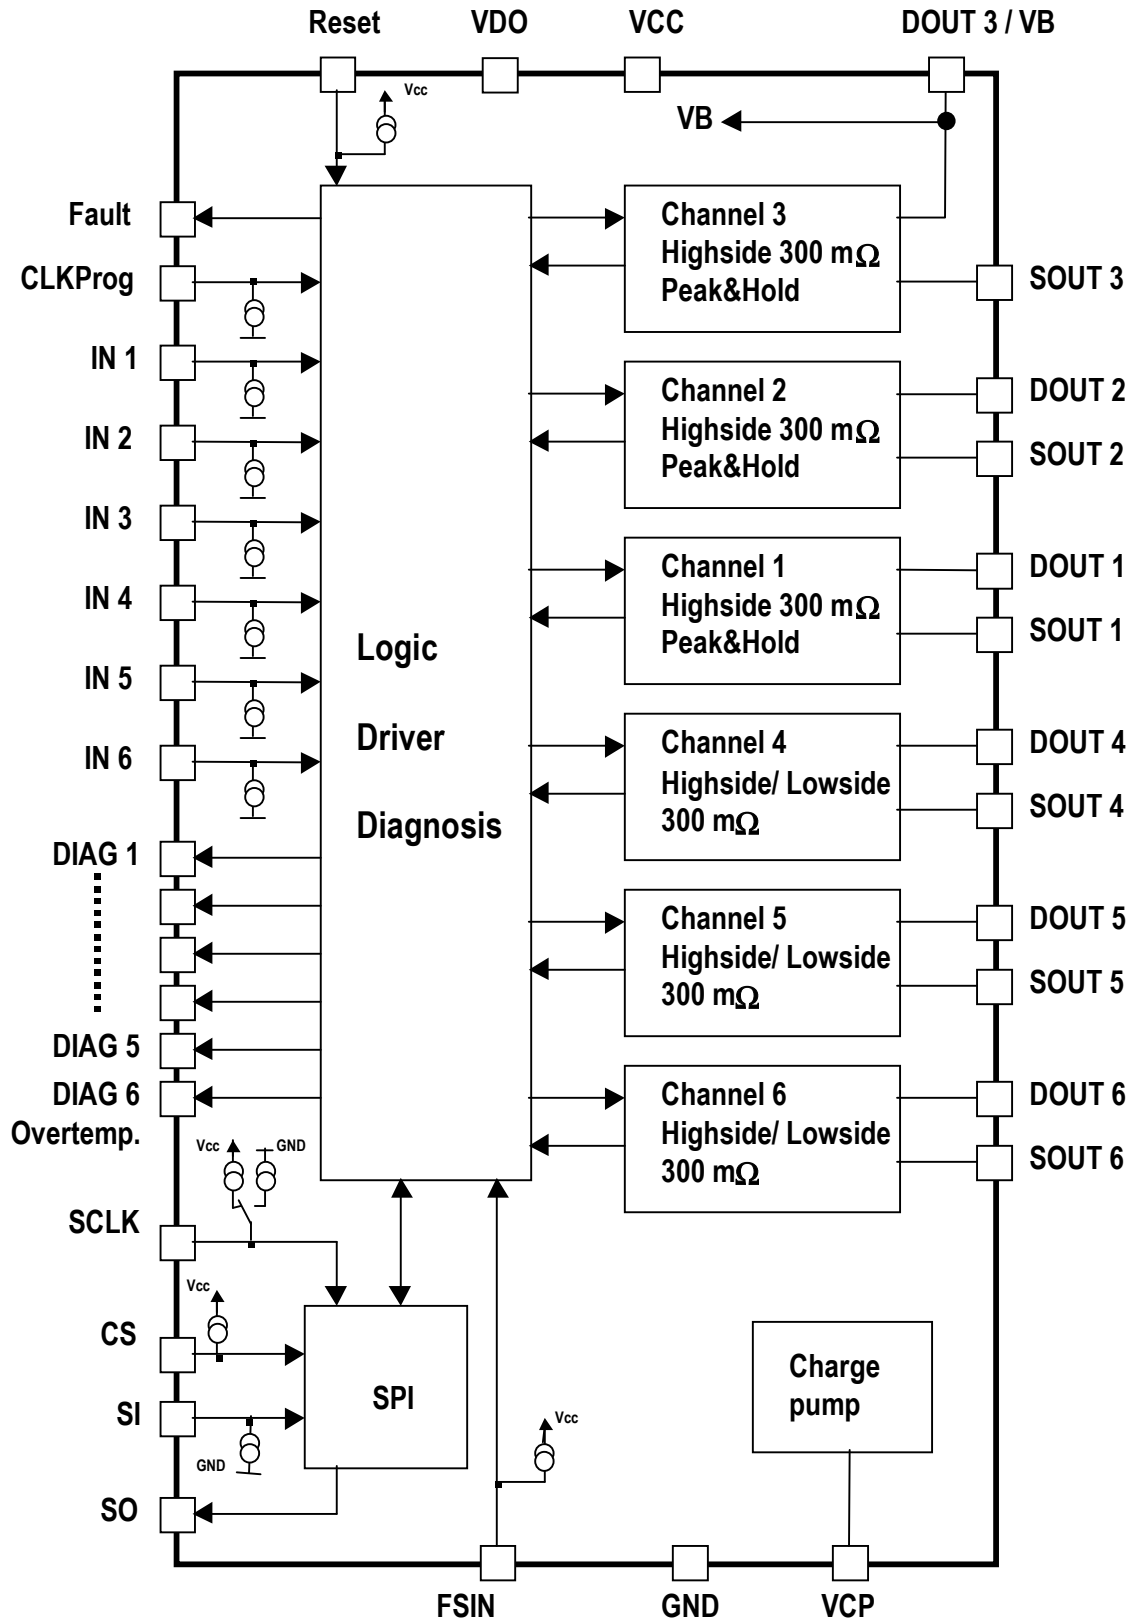 Reset
VDO
VCC
DOUT 3 / VB
Vcc
VB
Fault
CLKProg
IN 1
IN 2
IN 3
IN 4
IN 5
IN 6
DIAG 1
DIAG 5
DIAG 6
Overtemp.
SCLK
CS
SI
SO
Logic
Driver
Diagnosis
Channel 3
Highside 300 mΩ
Peak&Hold
SOUT 3
Channel 2
Highside 300 mΩ
Peak&Hold
DOUT 2
SOUT 2
Channel 1
Highside 300 mΩ
Peak&Hold
DOUT 1
SOUT 1
Channel 4
Highside/ Lowside
300 mΩ
DOUT 4
SOUT 4
Channel 5
Highside/ Lowside
300 mΩ
DOUT 5
SOUT 5
Channel 6
Highside/ Lowside
300 mΩ
DOUT 6
SOUT 6
Vcc
GND
Vcc
GND
SPI
Vcc
Charge
pump
FSIN
GND
VCP